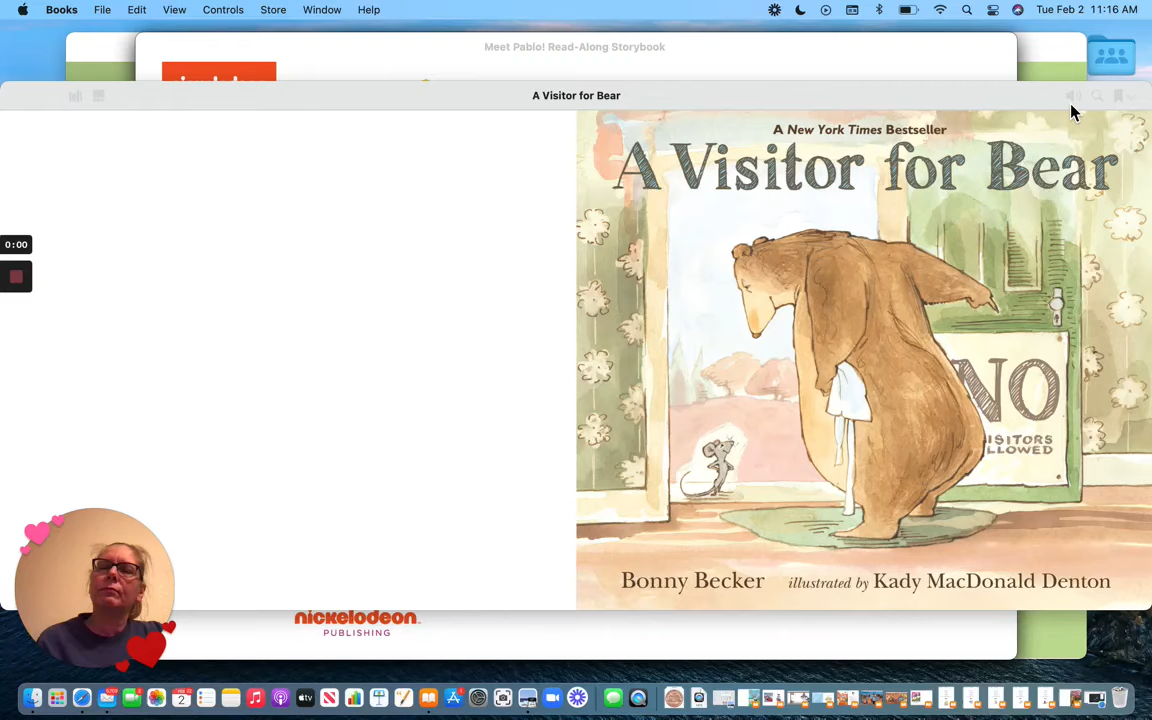 Books File Edit View Controls Store Window Help
Tue Feb 2 11:16 AM
Meet Pablo! Read-Along Storybook
A Visitor for Bear
A New York Times Bestseller
A Visitor for Bear
0:00
NO
ISITORS
LLOWED
Bonny Becker illustrated by Kady MacDonald Denton
nickelodeon
PUBLISHING